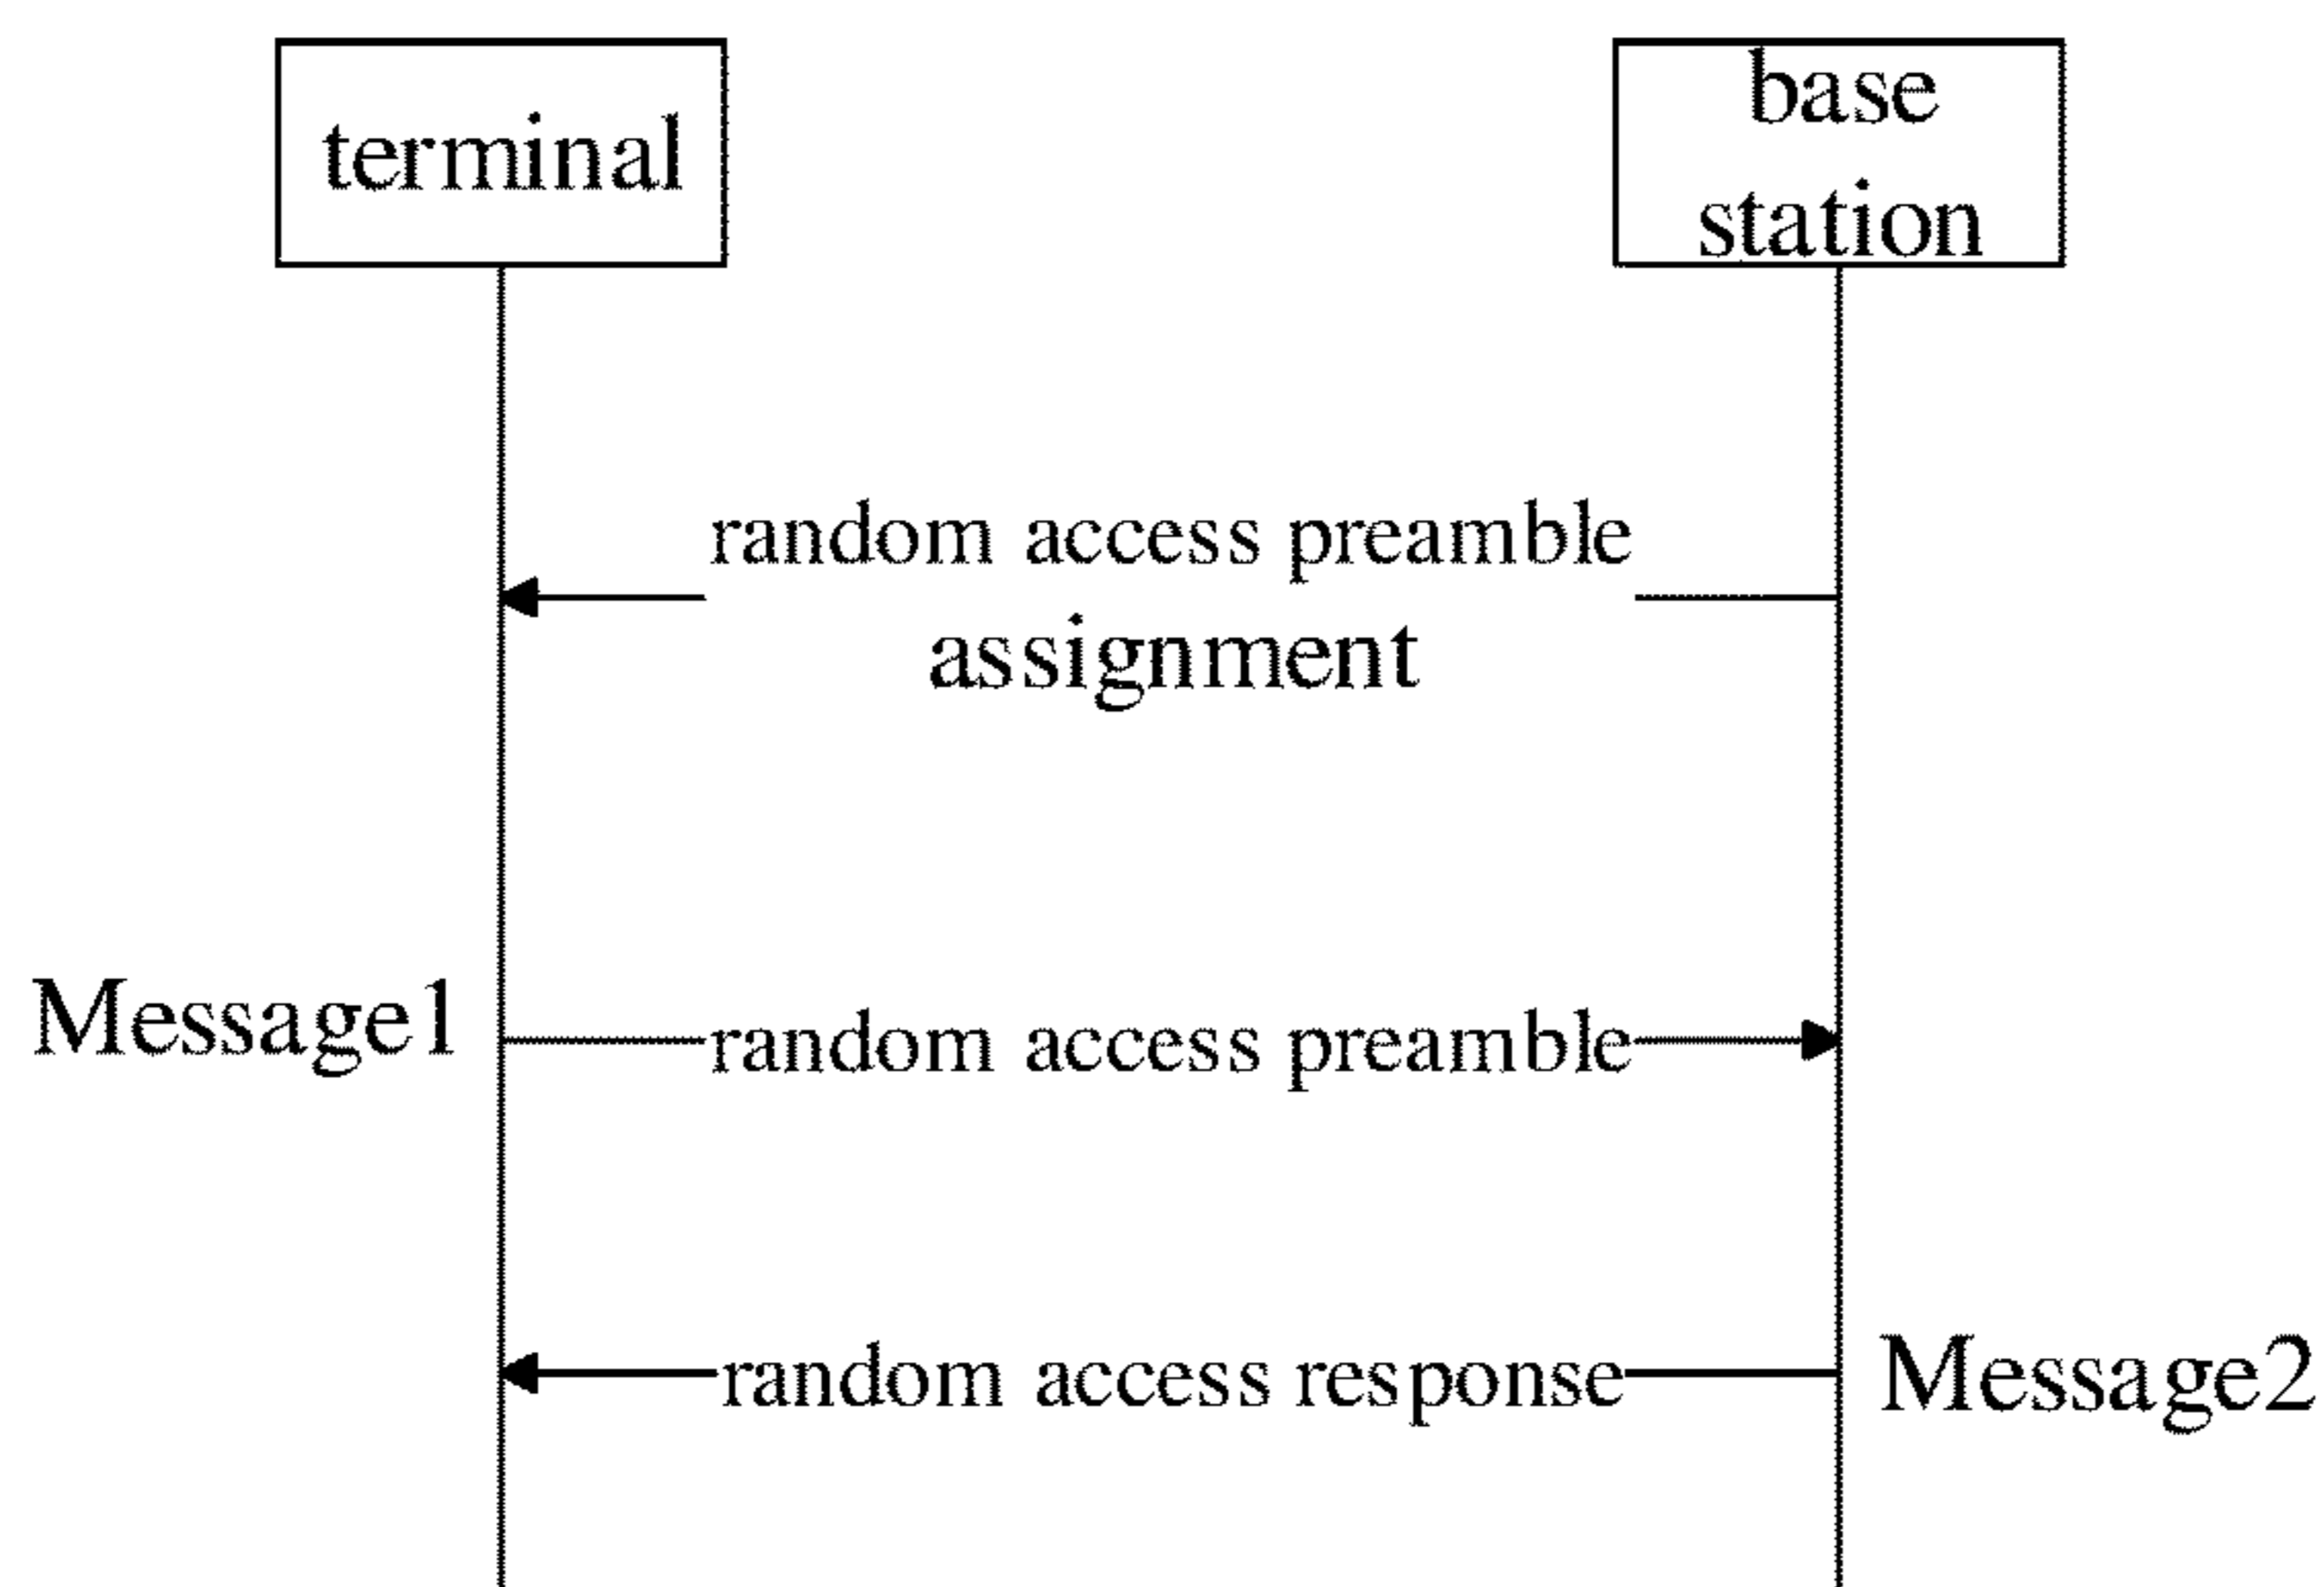 terminal
base
station
random access preamble
assignment
Message1
random access preamble
random access response
Message2